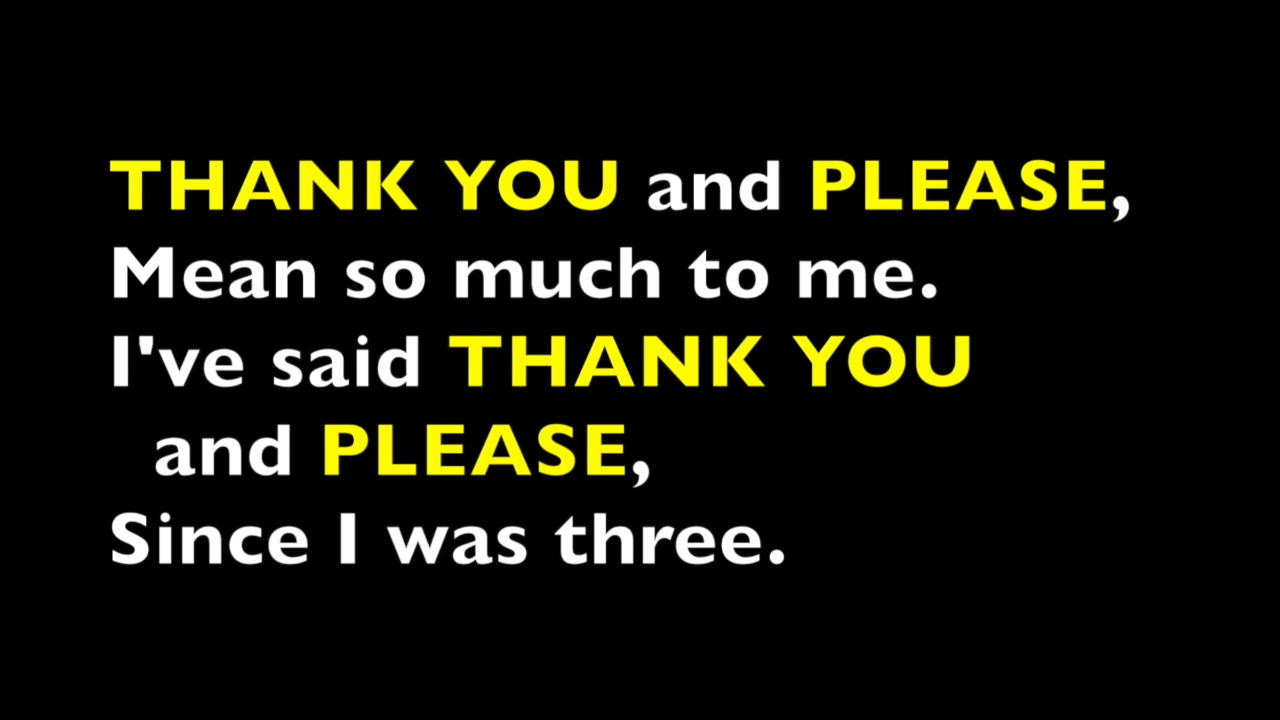 THANK YOU and PLEASE,
Mean so much to me.
I've said THANK YOU
and PLEASE,
Since I was three.